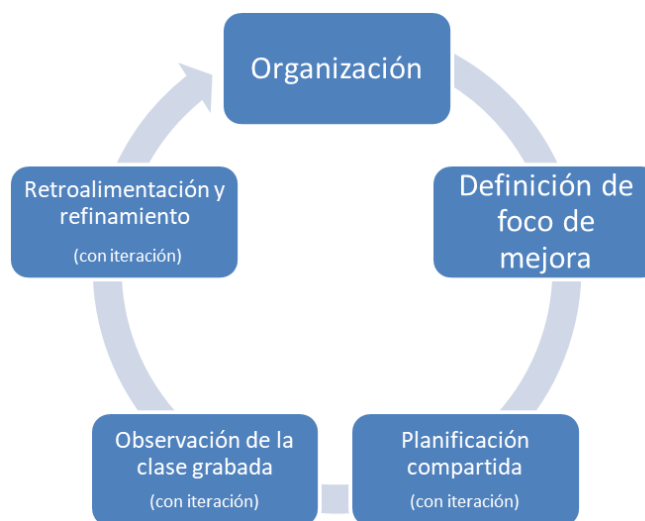 Organización
Definición de
foco de
mejora
Planificación
compartida
(con iteración)
Observación de la
clase grabada
(con iteración)
Retroalimentación y
refinamiento
(con iteración)